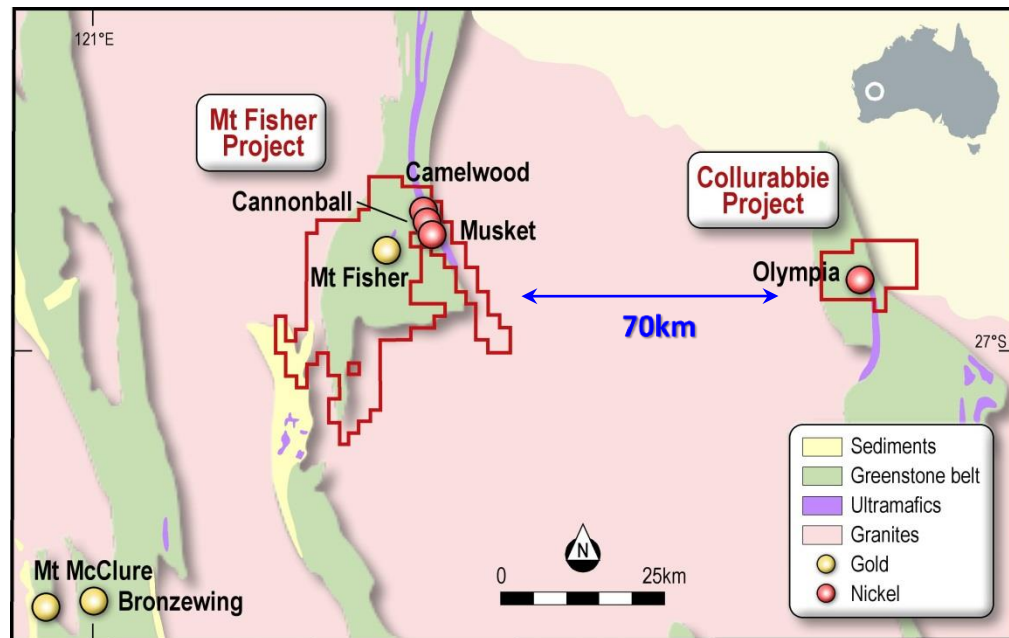 121°E
Mt Fisher
Project
Camelwood
Cannonball
Musket
Mt Fisher
Collurabbie
Project
Olympia
70km
27°S
Mt McClure
Bronzewing
N
0 25km
Sediments
Greenstone belt
Ultramafics
Granites
Gold
Nickel